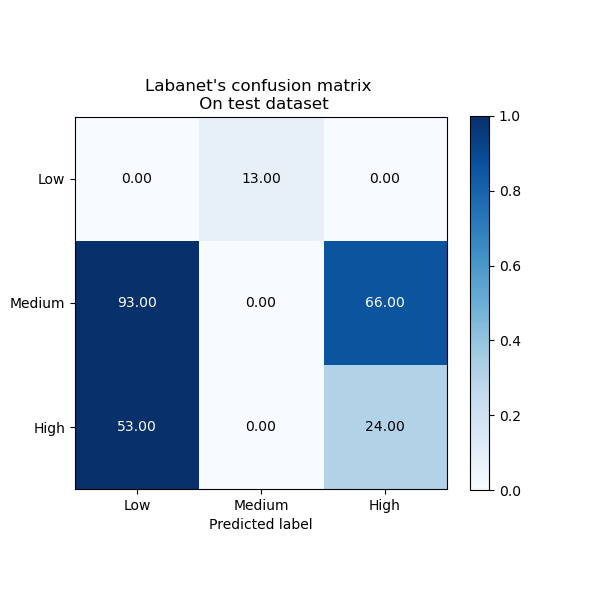 Labanet's confusion matrix
On test dataset
1.0
Low 0.00 13.00 0.00
0.8
0.6
Medium 93.00 0.00 66.00
0.4
High 53.00 0.00 24.00
0.2
0.0
Low Medium High
Predicted label